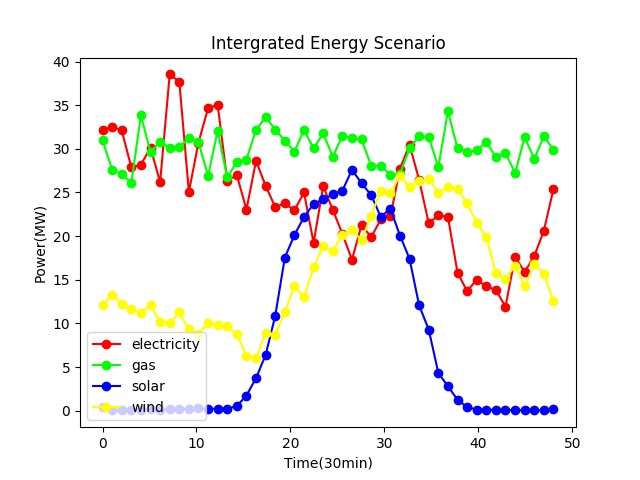 Intergrated Energy Scenario
Power(MW)
40
35
30
25
20
15
10
5
0
electricity
gas
solar
wind
0 10 20 30 40 50
Time(30min)